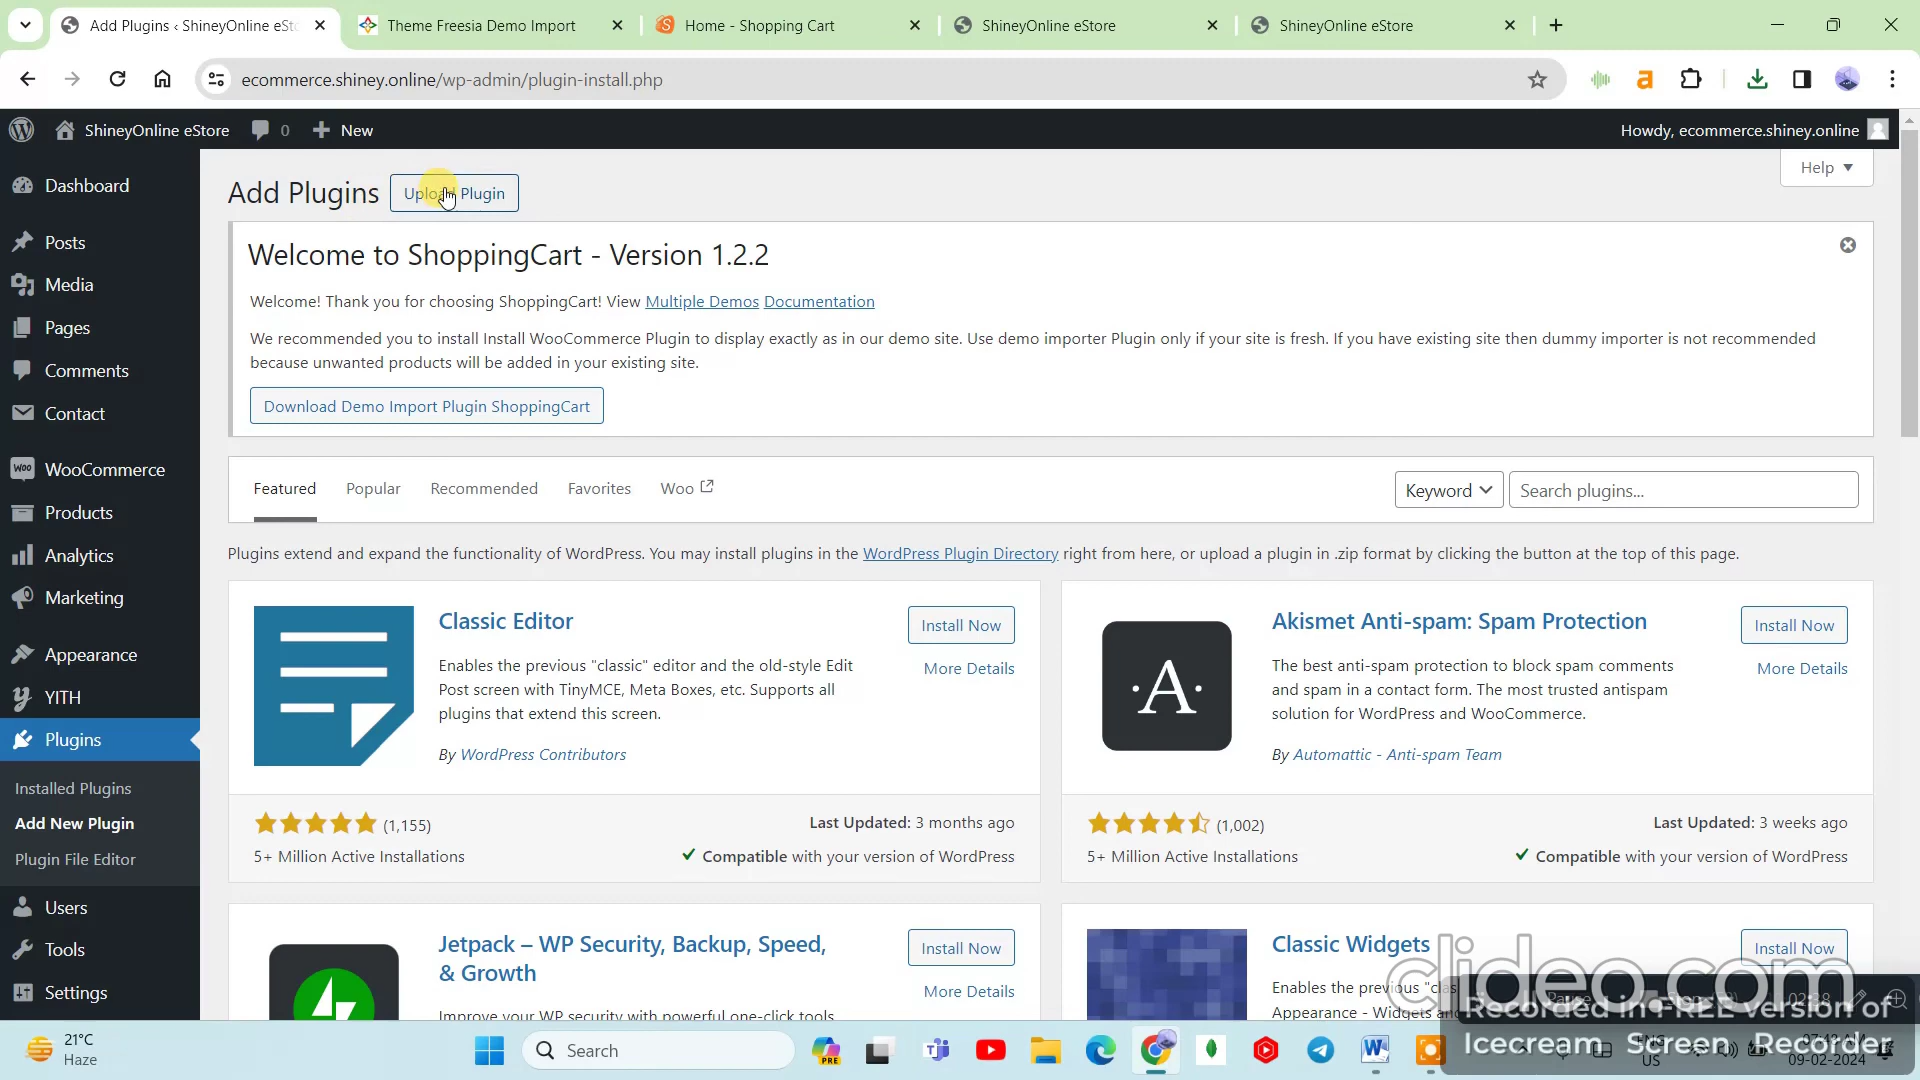 Add Plugins ‹ ShineyOnline eSto
Theme Freesia Demo Import
Home - Shopping Cart
ShineyOnline eStore
ShineyOnline eStore
ecommerce.shiney.online/wp-admin/plugin-install.php
ShineyOnline eStore
0
New
Howdy, ecommerce.shiney.online
Dashboard
Posts
Media
Pages
Comments
Contact
WooCommerce
Products
Analytics
Marketing
Appearance
YITH
Plugins
Installed Plugins
Add New Plugin
Plugin File Editor
Users
Tools
Settings
Help
Add Plugins
Upload Plugin
Welcome to ShoppingCart - Version 1.2.2
Welcome! Thank you for choosing ShoppingCart! View Multiple Demos Documentation
We recommended you to install Install WooCommerce Plugin to display exactly as in our demo site. Use demo importer Plugin only if your site is fresh. If you have existing site then dummy importer is not recommended
because unwanted products will be added in your existing site.
Download Demo Import Plugin ShoppingCart
Featured
Popular
Recommended
Favorites
Woo
Keyword
Search plugins...
Plugins extend and expand the functionality of WordPress. You may install plugins in the WordPress Plugin Directory right from here, or upload a plugin in .zip format by clicking the button at the top of this page.
Classic Editor
Install Now
More Details
Enables the previous "classic" editor and the old-style Edit
Post screen with TinyMCE, Meta Boxes, etc. Supports all
plugins that extend this screen.
By WordPress Contributors
(1,155)
5+ Million Active Installations
Last Updated: 3 months ago
Compatible with your version of WordPress
·A·
Akismet Anti-spam: Spam Protection
Install Now
More Details
The best anti-spam protection to block spam comments
and spam in a contact form. The most trusted antispam
solution for WordPress and WooCommerce.
By Automattic - Anti-spam Team
(1,002)
5+ Million Active Installations
Last Updated: 3 weeks ago
Compatible with your version of WordPress
Jetpack – WP Security, Backup, Speed,
& Growth
Install Now
More Details
Improve your WP security with powerful one-click tools
Classic Widgets
Install Now
Enables the previous "clas
Appearance - Widgets and
clideo.com
Recorded in FREE version of
Icecream Screen Recorder
21°C
Haze
Search
PRE
ENG
US
09-02-2024